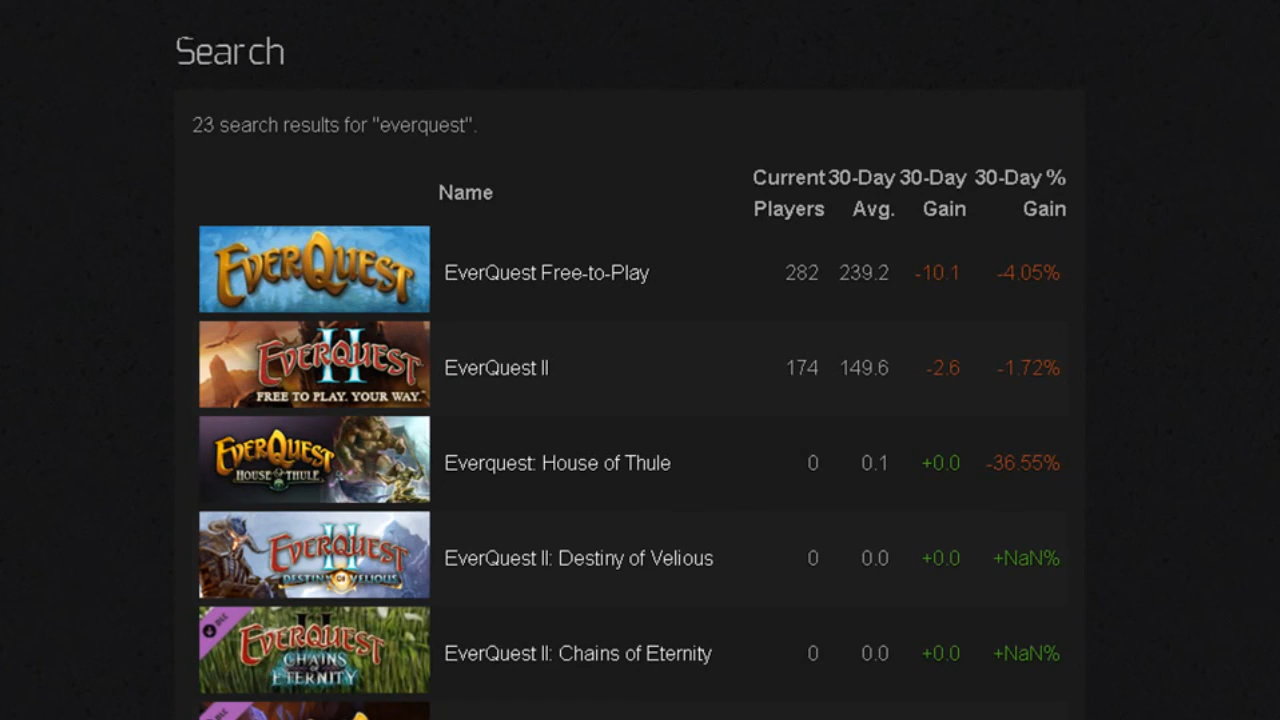 Search
23 search results for "everquest".
Name Current Players 30-Day Avg. 30-Day Gain 30-Day % Gain
EVERQUEST
EverQuest Free-to-Play 282 239.2 -10.1 -4.05%
EVERQUEST II
FREE TO PLAY. YOUR WAY.™
EverQuest II 174 149.6 -2.6 -1.72%
EVERQUEST
HOUSE OF THULE
Everquest: House of Thule 0 0.1 +0.0 -36.55%
EVERQUEST II
DESTINY OF VELIOUS
EverQuest II: Destiny of Velious 0 0.0 +0.0 +NaN%
DLC
EVERQUEST II
CHAINS OF
ETERNITY
EverQuest II: Chains of Eternity 0 0.0 +0.0 +NaN%
DLC